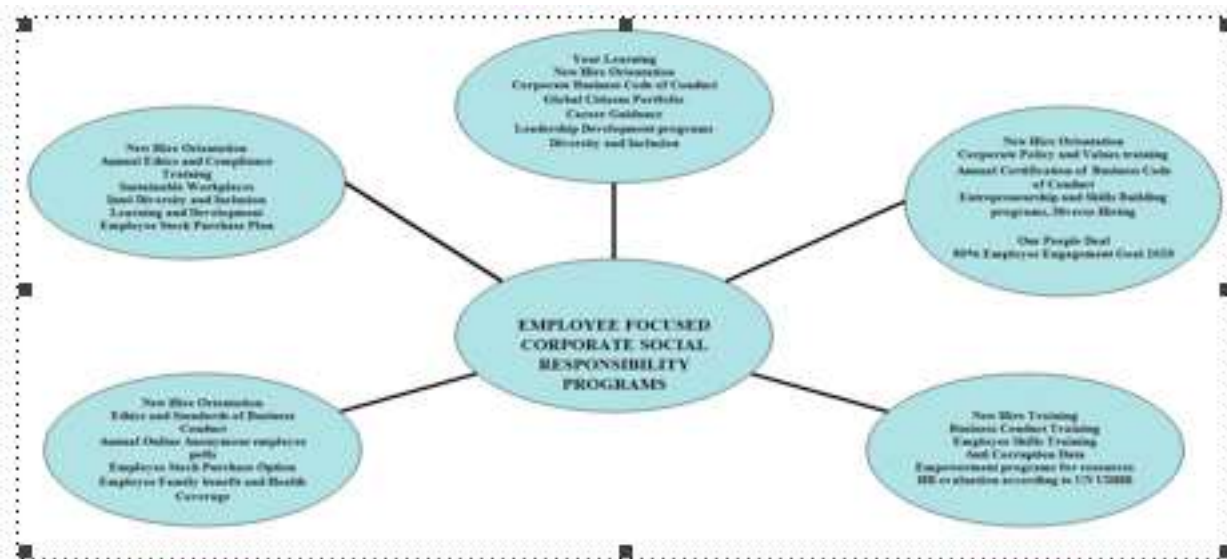 Your Learning
New Hire Orientation
Corporate Business Code of Conduct
Global Citizen Portfolio
Career Guidance
Leadership Development programs
Diversity and Inclusion
New Hire Orientation
Annual Ethics and Compliance
Training
Sustainable Workplaces
Intel Diversity and Inclusion
Learning and Development
Employee Stock Purchase Plan
New Hire Orientation
Corporate Policy and Values training
Annual Certification of Business Code
of Conduct
Entrepreneurship and Skills Building
programs, Diverse Hiring
Our People Deal
Employee Engagement Goal 2020
EMPLOYEE FOCUSED
CORPORATE SOCIAL
RESPONSIBILITY
PROGRAMS
New Hire Orientation
Ethics and Standards of Business
Conduct
Annual Online Anonymous employee
polls
Employee Stock Purchase Option
Employee Family benefit and Health
Coverage
New Hire Training
Business Conduct Training
Employee Skills Training
Corruption Data
Empowerment programs for resources
HR evaluation according to UN